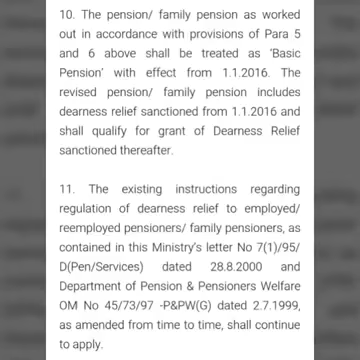 10. The pension/ family pension as worked
out in accordance with provisions of Para 5
and 6 above shall be treated as ‘Basic
Pension’ with effect from 1.1.2016. The
revised pension/ family pension includes
dearness relief sanctioned from 1.1.2016 and
shall qualify for grant of Dearness Relief
sanctioned thereafter.
11. The existing instructions regarding
regulation of dearness relief to employed/
reemployed pensioners/ family pensioners, as
contained in this Ministry’s letter No 7(1)/95/
D(Pen/Services) dated 28.8.2000 and
Department of Pension & Pensioners Welfare
OM No 45/73/97 -P&PW(G) dated 2.7.1999,
as amended from time to time, shall continue
to apply.